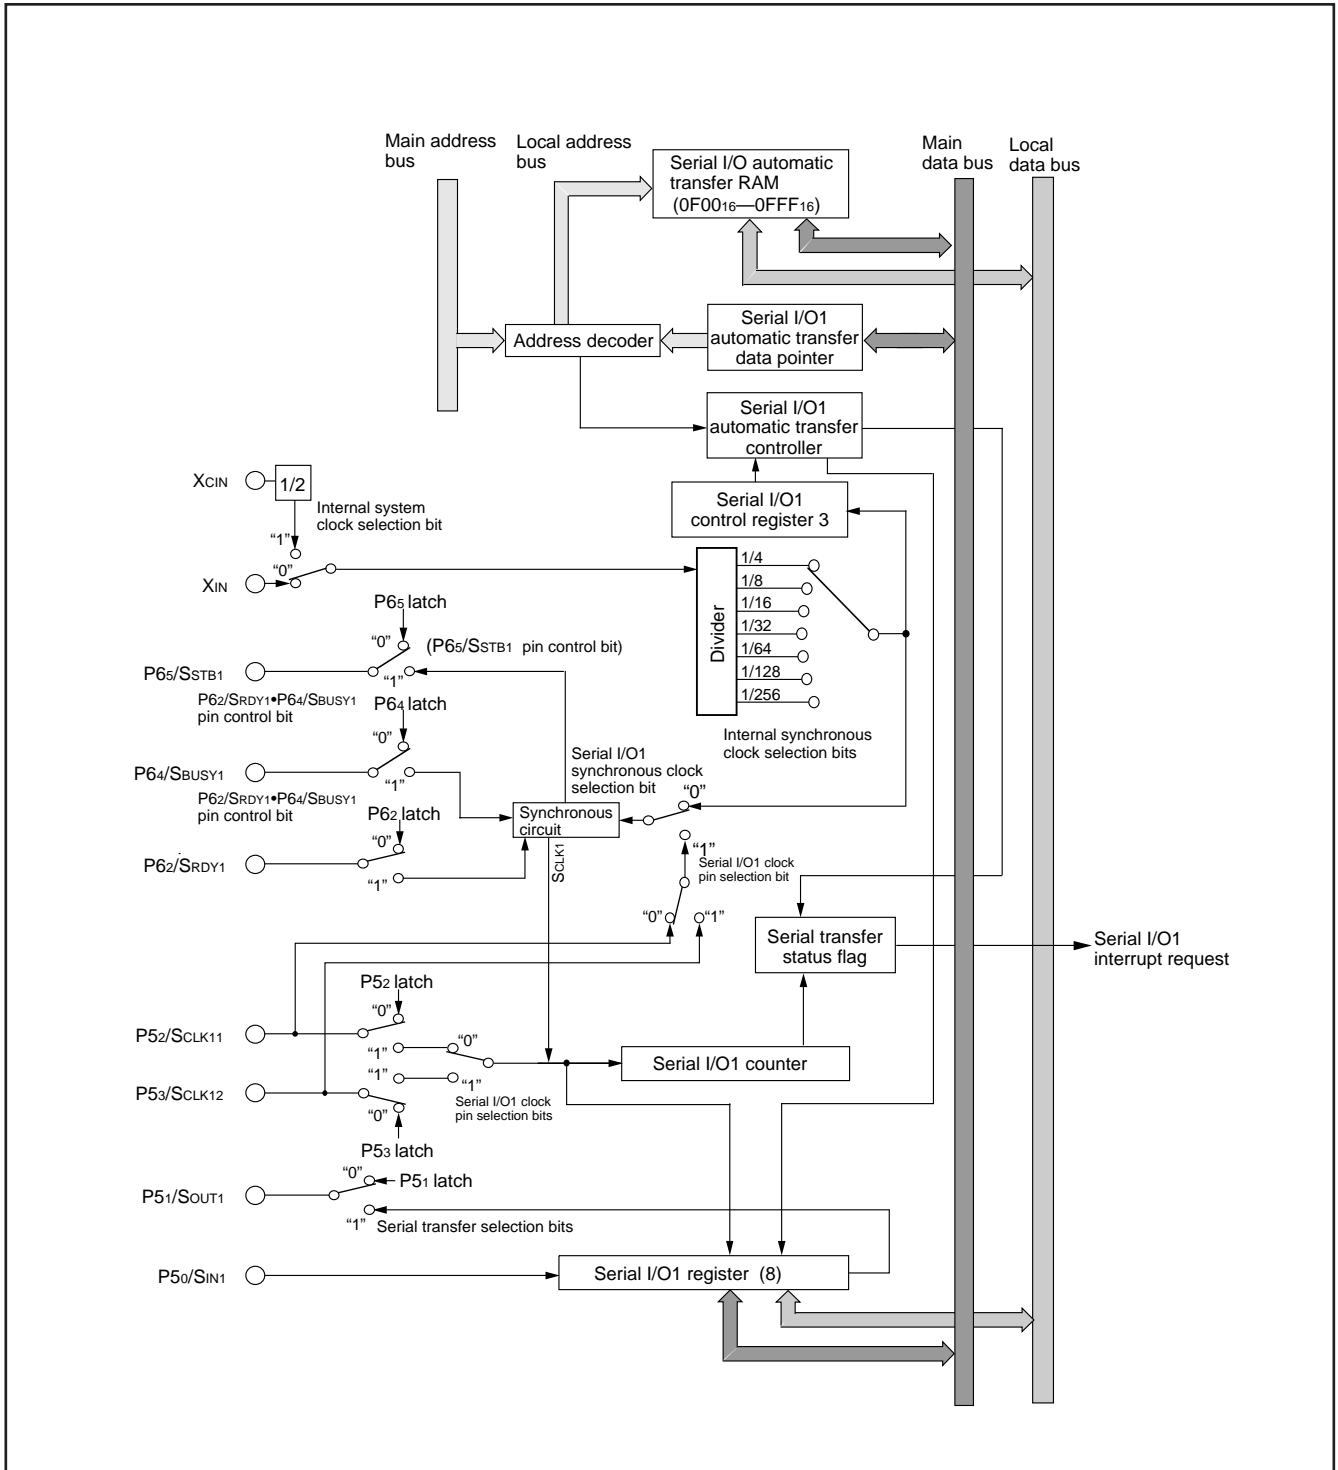 Main address
bus
Local address
bus
Serial I/O automatic
transfer RAM
(0F0016—0FFF16)
Main
data bus
Local
data bus
Address decoder
Serial I/O1
automatic transfer
data pointer
Serial I/O1
automatic transfer
controller
XCIN
1/2
Internal system
clock selection bit
“1”
“0”
XIN
Serial I/O1
control register 3
Divider
1/4
1/8
1/16
1/32
1/64
1/128
1/256
Internal synchronous
clock selection bits
P65 latch
“0”
(P65/SSTB1 pin control bit)
P65/SSTB1
“1”
P62/SRDY1•P64/SBUSY1
pin control bit
P64 latch
“0”
P64/SBUSY1
“1”
P62/SRDY1•P64/SBUSY1
pin control bit
P62 latch
“0”
P62/SRDY1
“1”
Serial I/O1
synchronous clock
selection bit
“0”
Synchronous
circuit
SCLK1
“1”
Serial I/O1 clock
pin selection bit
“0”
“1”
Serial transfer
status flag
Serial I/O1
interrupt request
P52 latch
“0”
P52/SCLK11
“1”
“0”
Serial I/O1 counter
P53/SCLK12
“1”
“1”
Serial I/O1 clock
pin selection bits
“0”
P53 latch
“0”
P51 latch
P51/SOUT1
“1”
Serial transfer selection bits
P50/SIN1
Serial I/O1 register (8)